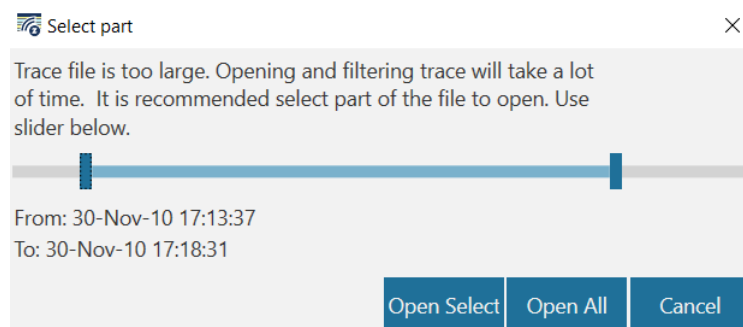 Select part
Trace file is too large. Opening and filtering trace will take a lot
of time.  It is recommended select part of the file to open. Use
slider below.
From: 30-Nov-10 17:13:37
To: 30-Nov-10 17:18:31
Open Select Open All Cancel